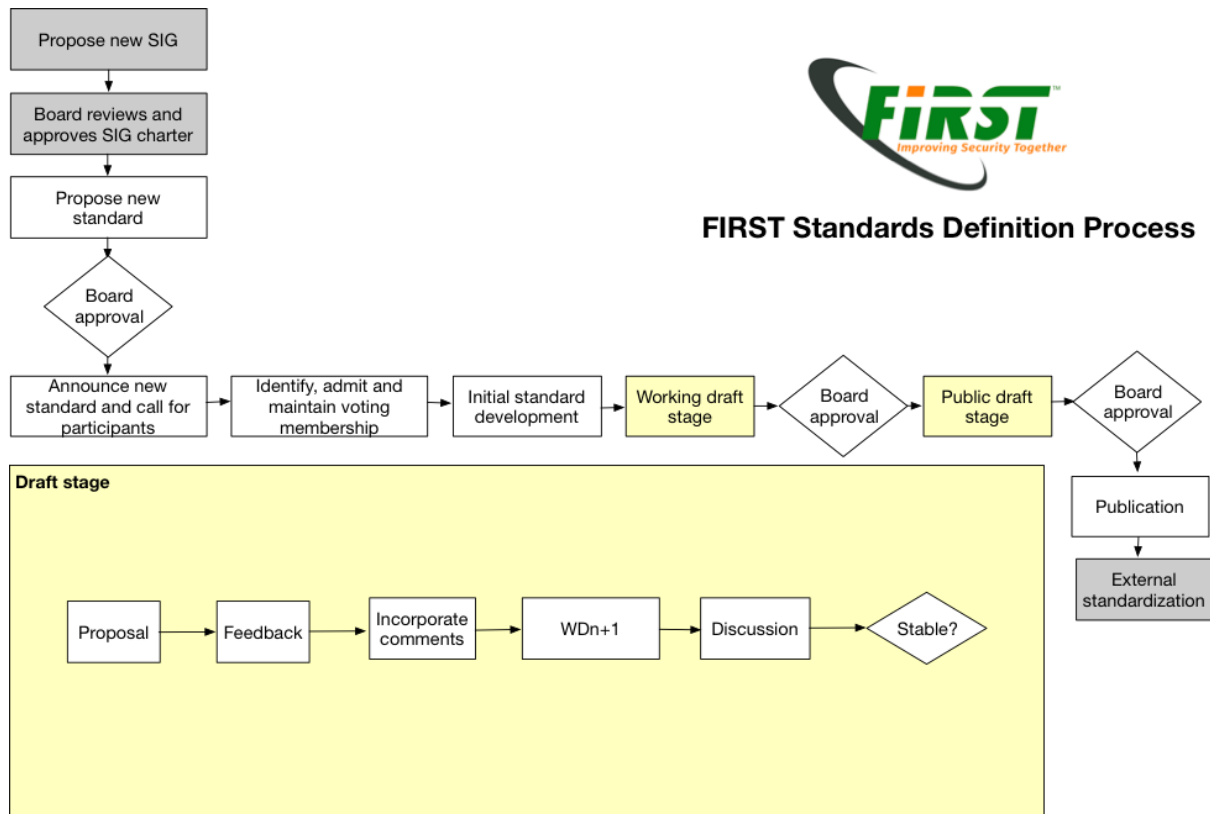 Propose new SIG
Board reviews and
approves SIG charter
Propose new
standard
Board
approval
FiRST™
Improving Security Together
FIRST Standards Definition Process
Announce new
standard and call for
participants
Identify, admit and
maintain voting
membership
Initial standard
development
Working draft
stage
Board
approval
Public draft
stage
Board
approval
Publication
External
standardization
Draft stage
Proposal
Feedback
Incorporate
comments
WDn+1
Discussion
Stable?